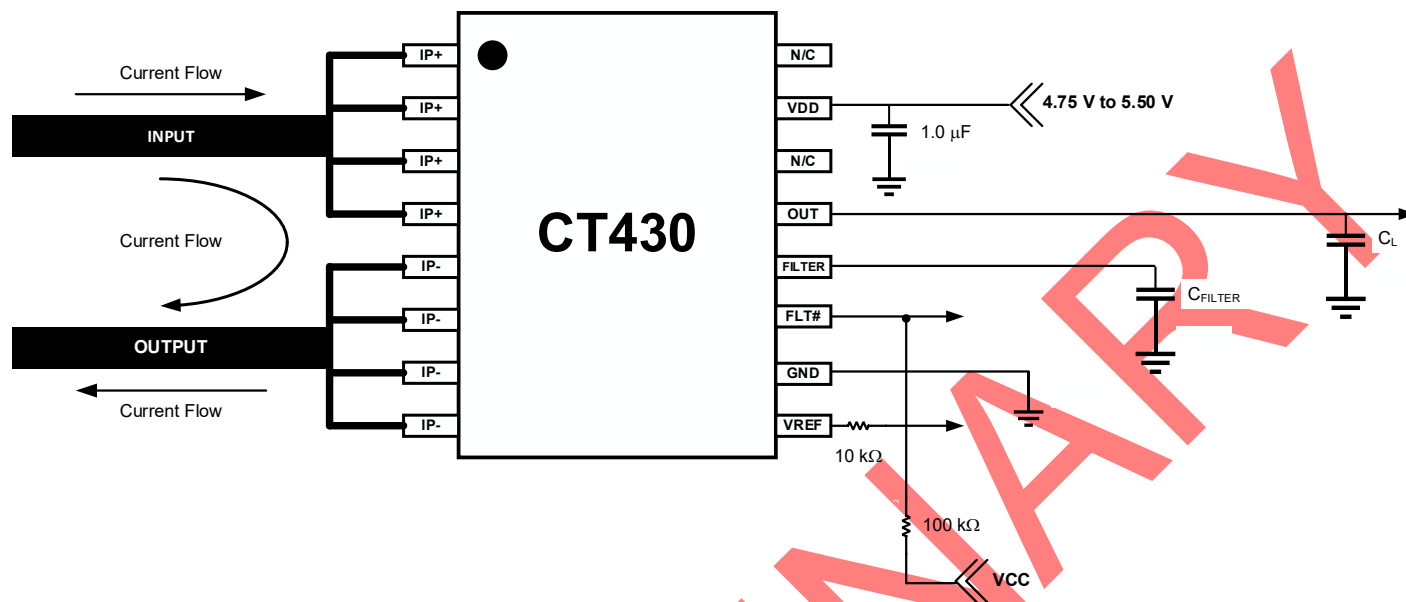 Current Flow
INPUT
Current Flow
OUTPUT
Current Flow
IP+
IP+
IP+
IP+
IP-
IP-
IP-
IP-
CT430
N/C
VDD
N/C
OUT
FILTER
FLT#
GND
VREF
4.75 V to 5.50 V
1.0 µF
CL
CFILTER
10 kΩ
100 kΩ
VCC
NARY